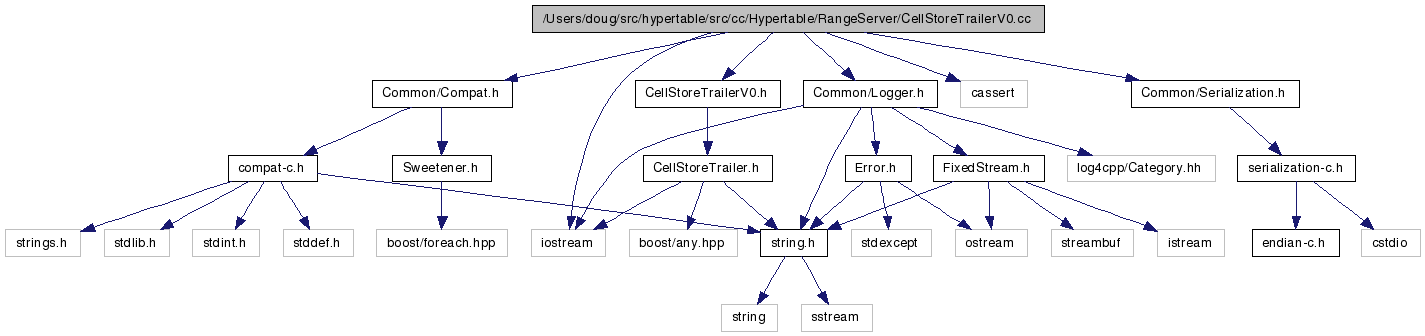 /Users/doug/src/hypertable/src/cc/Hypertable/RangeServer/CellStoreTrailerV0.cc
Common/Compat.h
CellStoreTrailerV0.h
Common/Logger.h
cassert
Common/Serialization.h
compat-c.h
Sweetener.h
CellStoreTrailer.h
Error.h
FixedStream.h
log4cpp/Category.hh
serialization-c.h
strings.h
stdlib.h
stdint.h
stddef.h
boost/foreach.hpp
iostream
boost/any.hpp
string.h
stdexcept
ostream
streambuf
istream
endian-c.h
cstdio
string
sstream